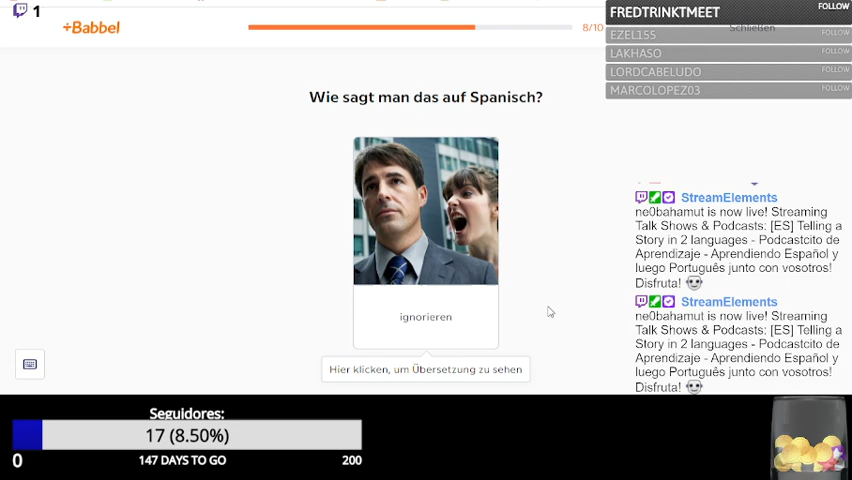 1
FREDTRINKTMEET FOLLOW
+Babbel
8/10
Schließen
EZEL155 FOLLOW
LAKHASO FOLLOW
LORDCABELUDO FOLLOW
MARCOLOPEZ03 FOLLOW
Wie sagt man das auf Spanisch?
ignorieren
Hier klicken, um Übersetzung zu sehen
StreamElements
ne0bahamut is now live! Streaming
Talk Shows & Podcasts: [ES] Telling a
Story in 2 languages - Podcastcito de
Aprendizaje - Aprendiendo Español y
luego Português junto con vosotros!
Disfruta!
StreamElements
ne0bahamut is now live! Streaming
Talk Shows & Podcasts: [ES] Telling a
Story in 2 languages - Podcastcito de
Aprendizaje - Aprendiendo Español y
luego Português junto con vosotros!
Disfruta!
Seguidores:
17 (8.50%)
0 147 DAYS TO GO 200